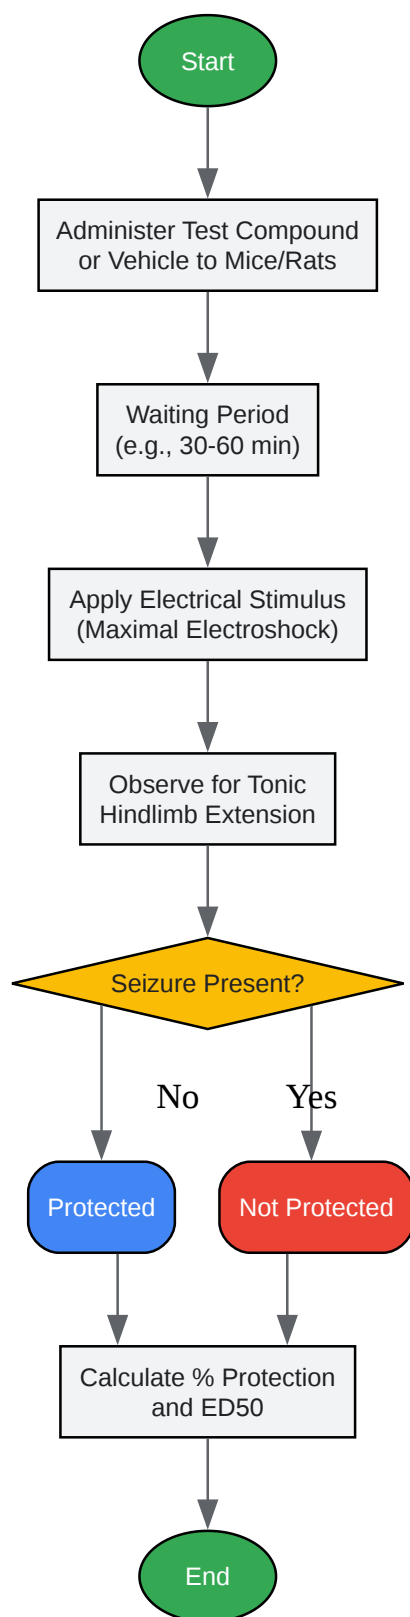 Start
Administer Test Compound
or Vehicle to Mice/Rats
Waiting Period
(e.g., 30-60 min)
Apply Electrical Stimulus
(Maximal Electroshock)
Observe for Tonic
Hindlimb Extension
Seizure Present?
No
Yes
Protected
Not Protected
Calculate % Protection
and ED50
End